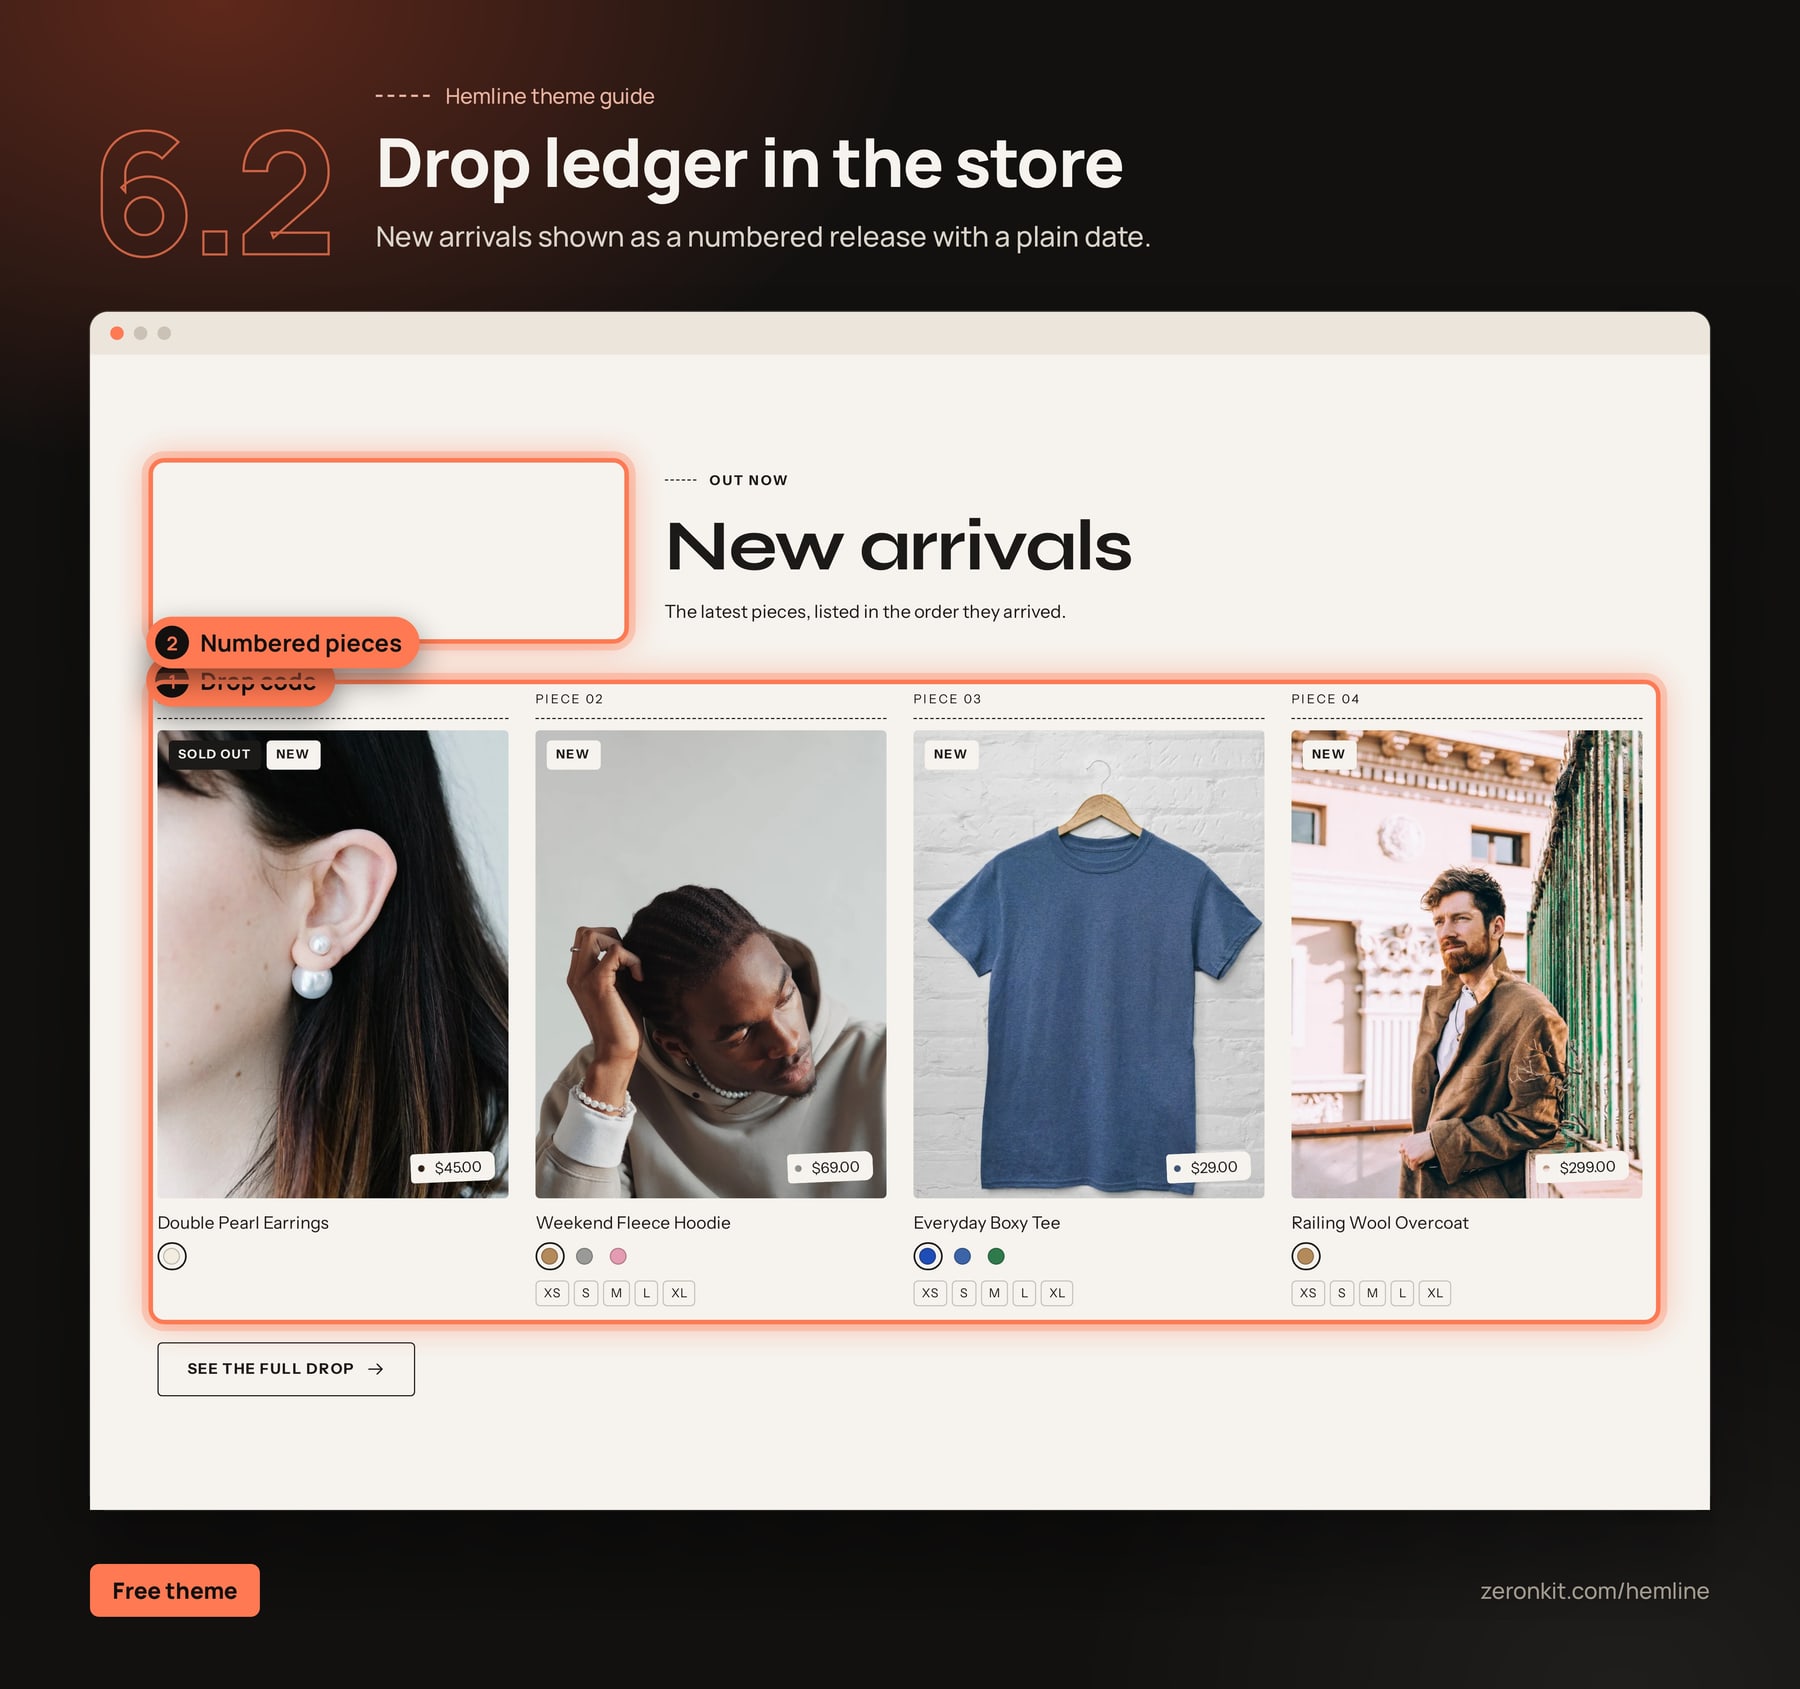 Hemline theme guide
6.2
Drop ledger in the store
New arrivals shown as a numbered release with a plain date.
OUT NOW
New arrivals
The latest pieces, listed in the order they arrived.
2 Numbered pieces
1 Drop code
PIECE 02
PIECE 03
PIECE 04
SOLD OUT NEW
NEW
NEW
NEW
$45.00
$69.00
$29.00
$299.00
Double Pearl Earrings
Weekend Fleece Hoodie
Everyday Boxy Tee
Railing Wool Overcoat
XS S M L XL
XS S M L XL
XS S M L XL
SEE THE FULL DROP →
Free theme
zeronkit.com/hemline